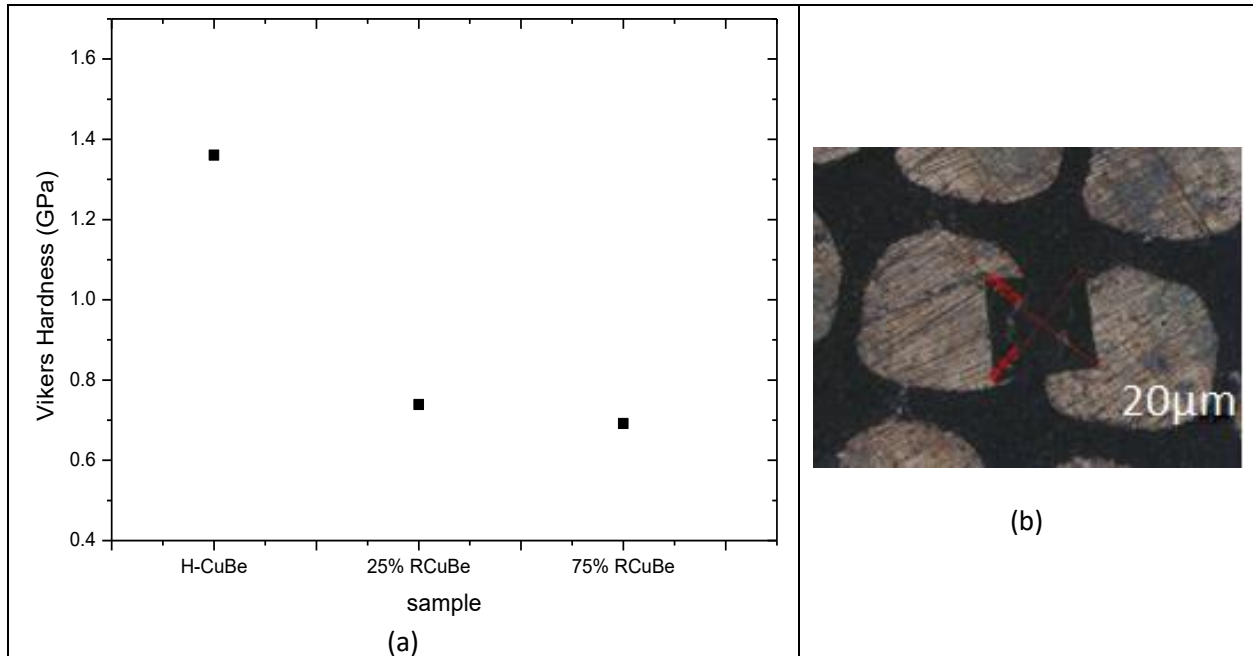 1.6
1.4
1.2
1.0
0.8
0.6
0.4
Vikers Hardness (GPa)
H-CuBe
25% RCuBe
75% RCuBe
sample
(a)
20µm
(b)